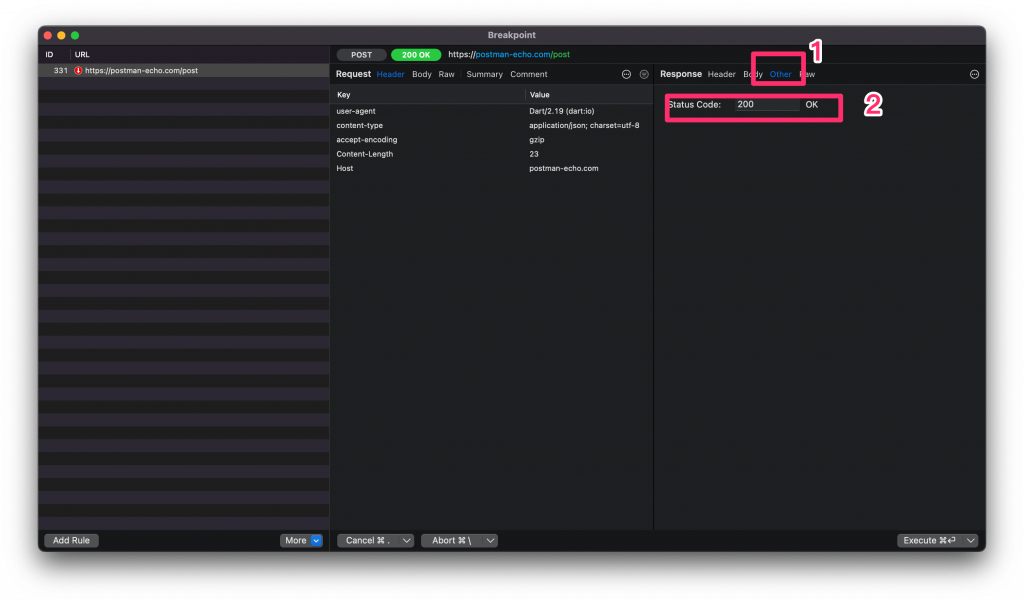 Breakpoint
ID URL
331 https://postman-echo.com/post
POST 200 OK https://postman-echo.com/post
Request Header Body Raw Summary Comment
Key Value
user-agent Dart/2.19 (dart:io)
content-type application/json; charset=utf-8
accept-encoding gzip
Content-Length 23
Host postman-echo.com
Response Header Body Other Raw
1
Status Code: 200 OK
2
Add Rule More Cancel ⌘ . Abort ⌘ \ Execute ⌘⏎